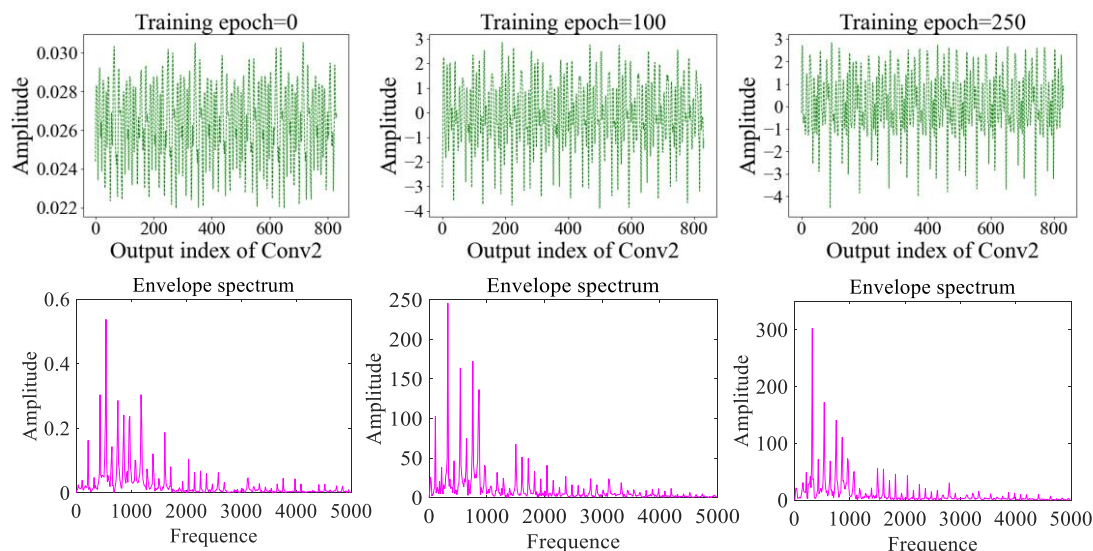 Training epoch=0
Training epoch=100
Training epoch=250
Amplitude
0.030
0.028
0.026
0.024
0.022
0 200 400 600 800
Output index of Conv2
Amplitude
3
2
1
0
−1
−2
−3
−4
0 200 400 600 800
Output index of Conv2
Amplitude
3
2
1
0
−1
−2
−4
0 200 400 600 800
Output index of Conv2
Envelope spectrum
Amplitude
0.6
0.4
0.2
0
0 1000 2000 3000 4000 5000
Frequence
Envelope spectrum
Amplitude
250
200
150
100
50
0
0 1000 2000 3000 4000 5000
Frequence
Envelope spectrum
Amplitude
300
200
100
0
0 1000 2000 3000 4000 5000
Frequence